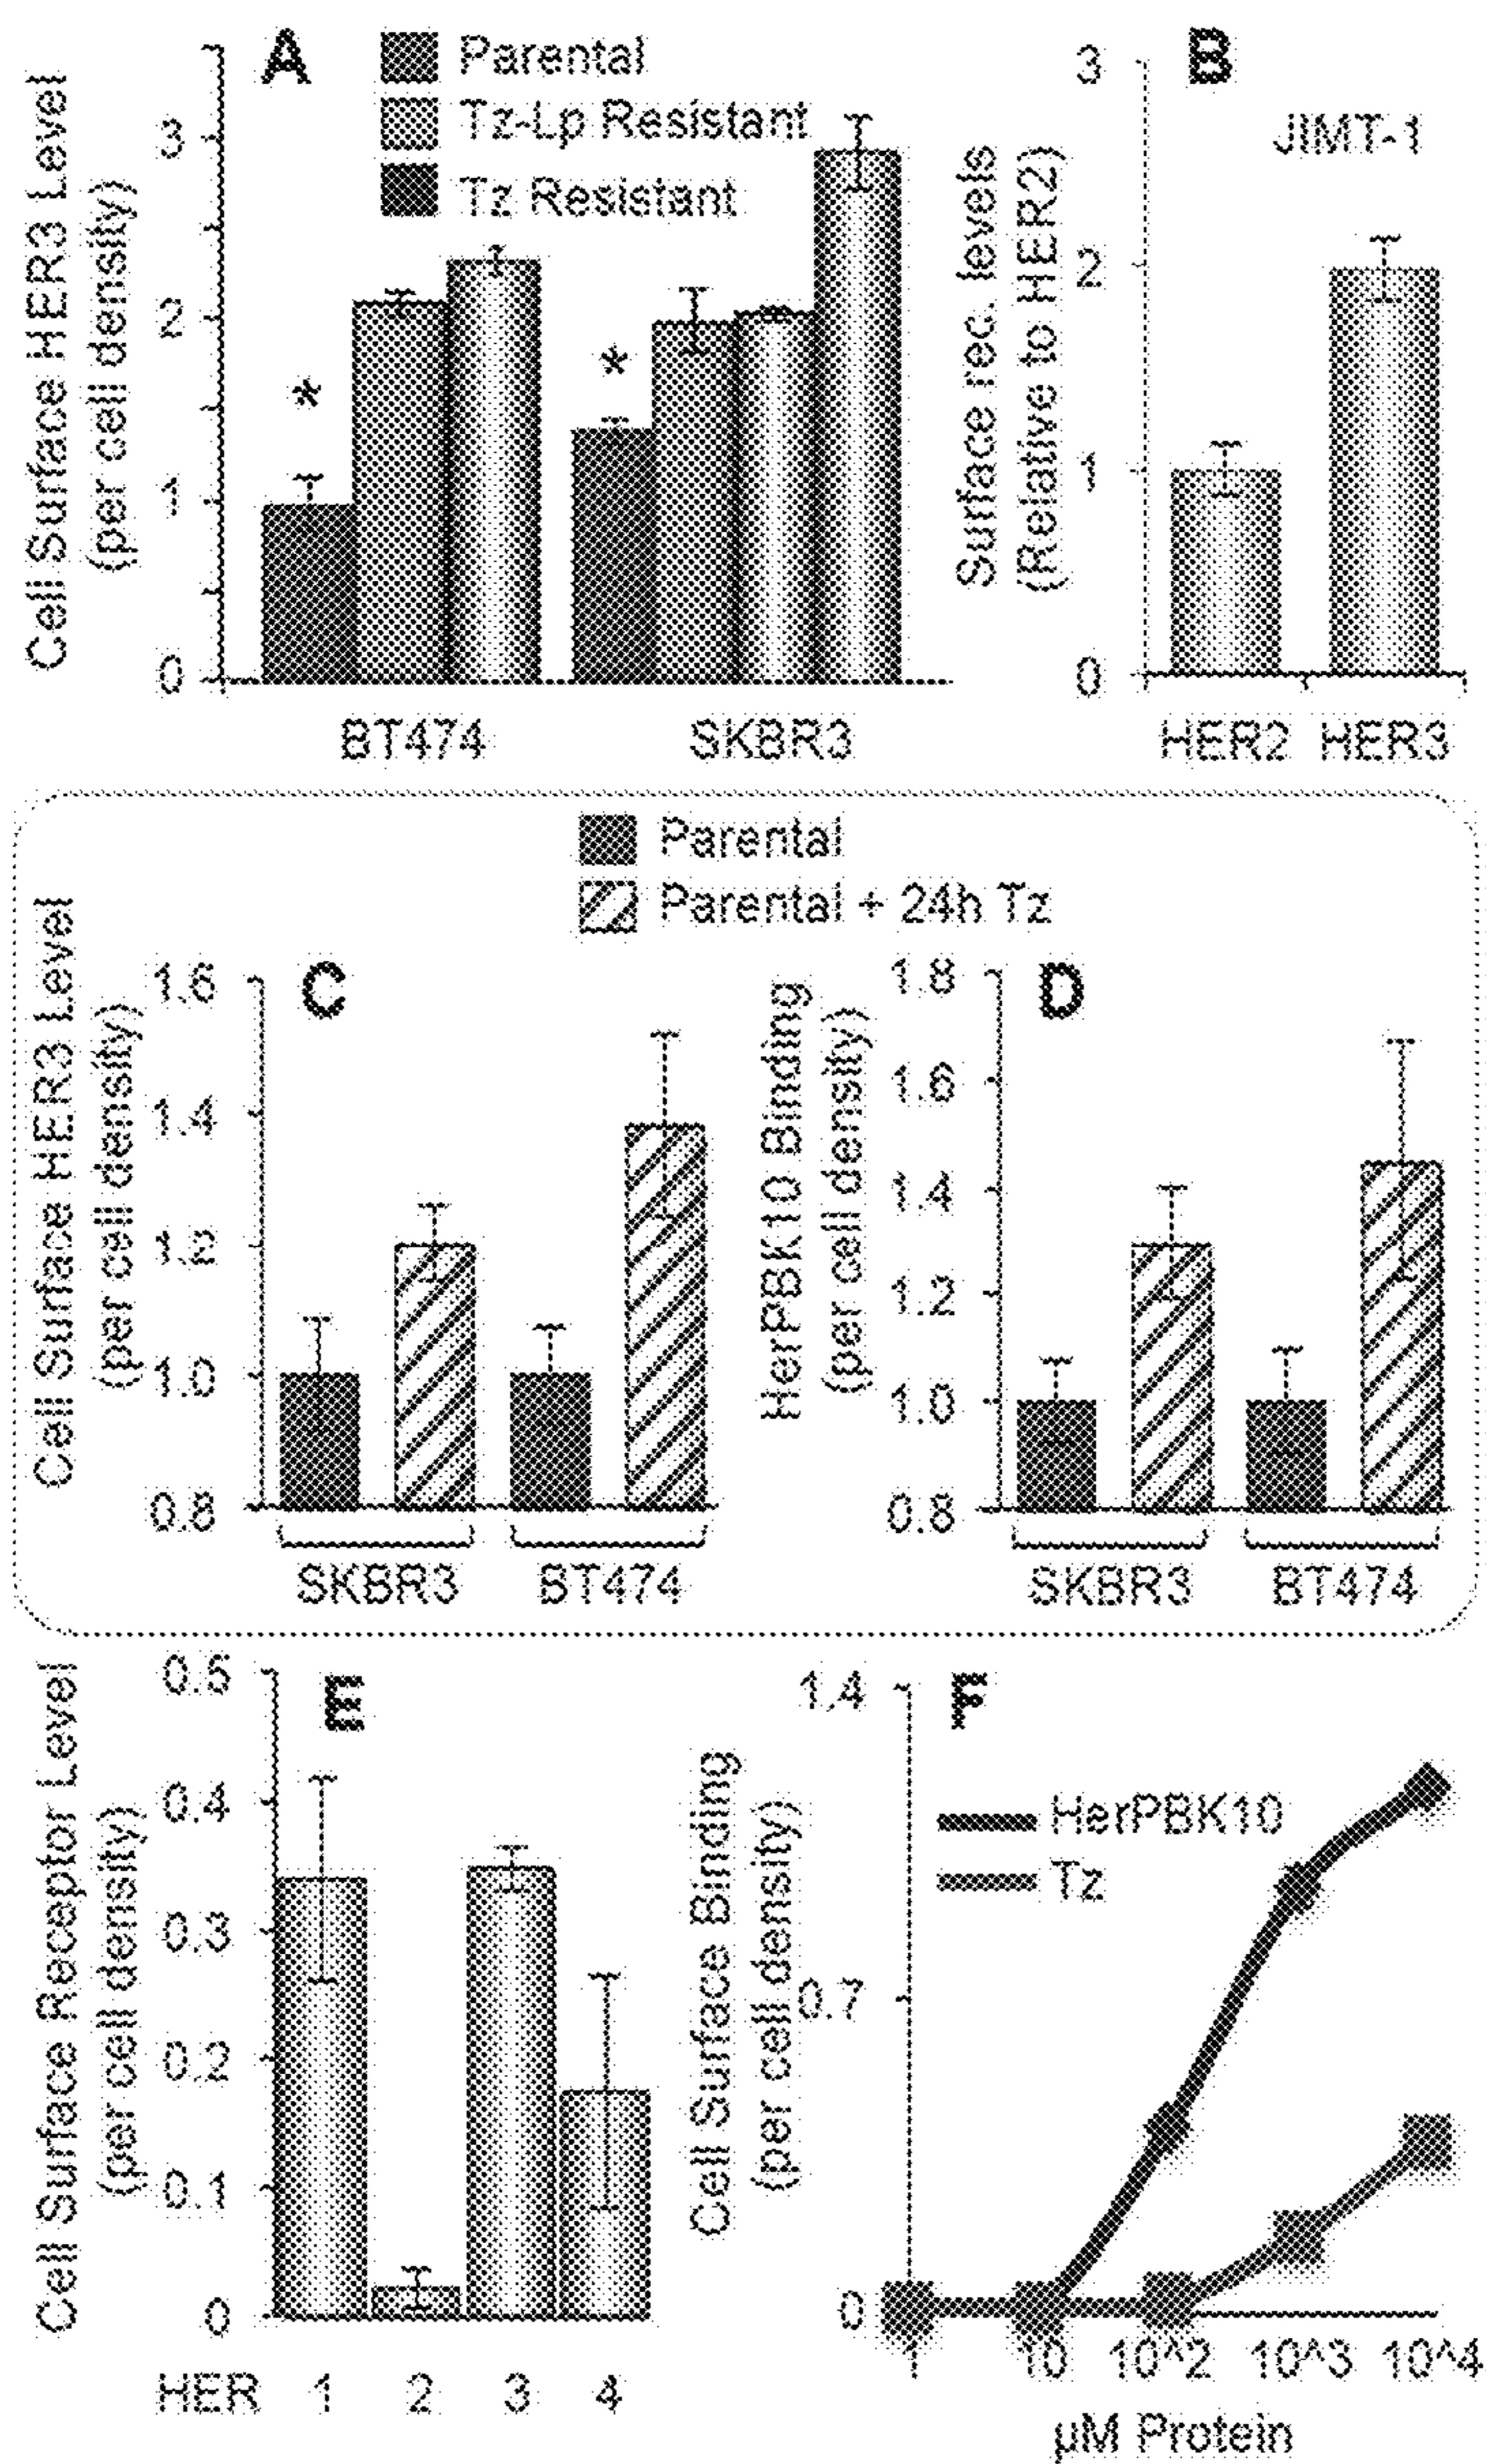 A
Parental
Tz-Lp Resistant
Tz Resistant
Cell Surface HER3 Level
(per cell density)
3
2
1
0
*
*
BT474
SKBR3
B
JIMT-1
Surface rec. levels
(Relative to HER2)
3
2
1
0
HER2
HER3
Parental
Parental + 24h Tz
C
Cell Surface HER3 Level
(per cell density)
1.6
1.4
1.2
1.0
0.8
SKBR3
BT474
D
HerPBK10 Binding
(per cell density)
1.8
1.6
1.4
1.2
1.0
0.8
SKBR3
BT474
E
Cell Surface Receptor Level
(per cell density)
0.5
0.4
0.3
0.2
0.1
0
HER 1 2 3 4
F
HerPBK10
Tz
Cell Surface Binding
(per cell density)
1.4
0.7
0
1 10 10^2 10^3 10^4
µM Protein